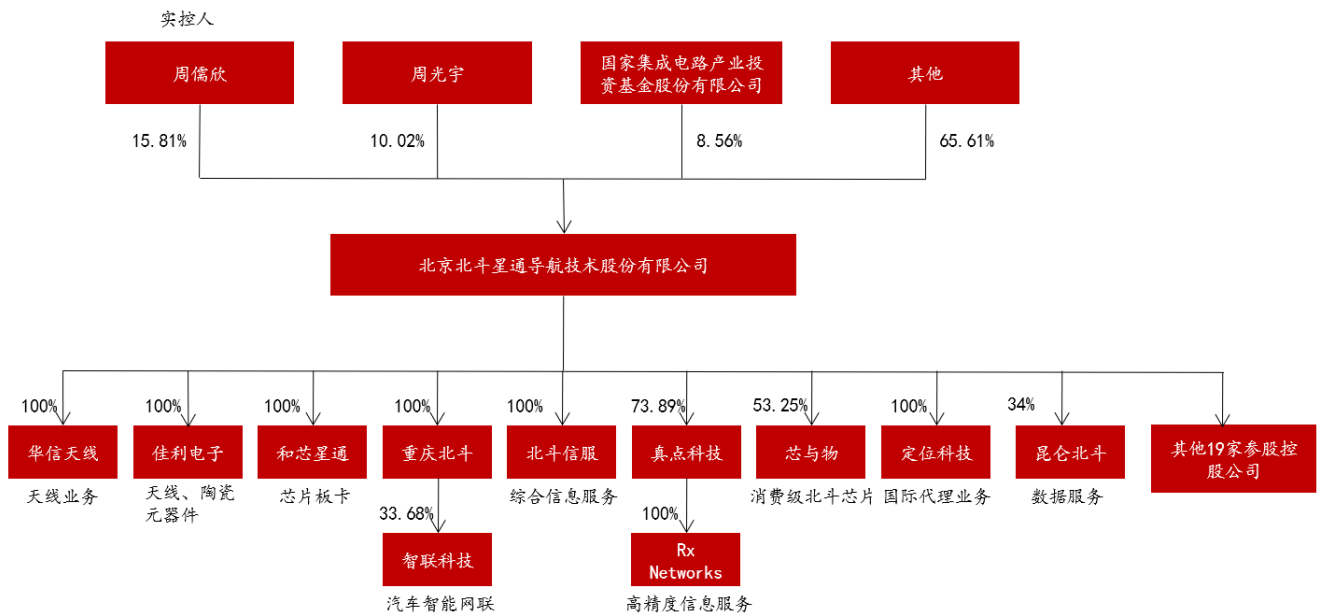 实控人
周儒欣
周光宇
国家集成电路产业投
资基金股份有限公司
其他
15.81%
10.02%
8.56%
65.61%
北京北斗星通导航技术股份有限公司
100%
100%
100%
100%
100%
73.89%
53.25%
100%
34%
华信天线
佳利电子
和芯星通
重庆北斗
北斗信服
真点科技
芯与物
定位科技
昆仑北斗
其他19家参股控
股公司
天线业务
天线、陶瓷
元器件
芯片板卡
综合信息服务
消费级北斗芯片
国际代理业务
数据服务
33.68%
100%
智联科技
Rx
Networks
汽车智能网联
高精度信息服务